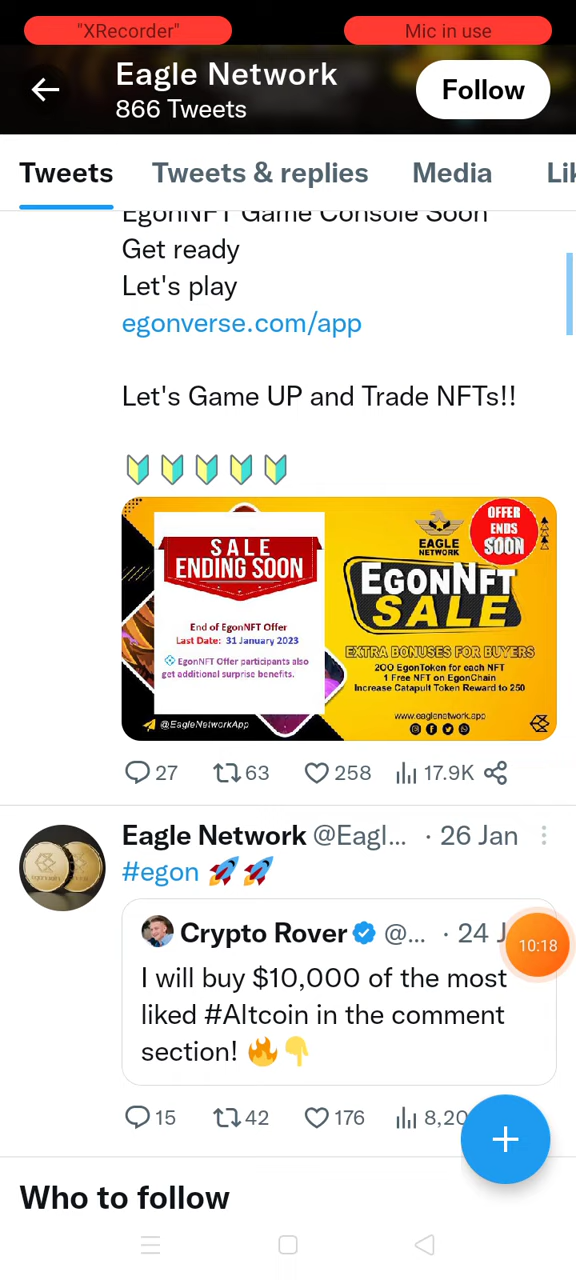 "XRecorder"
Mic in use
Eagle Network
866 Tweets
Follow
Tweets
Tweets & replies
Media
Lik
EgonNFT Game Console Soon
Get ready
Let's play
egonverse.com/app
Let's Game UP and Trade NFTs!!
SALE
ENDING SOON
End of EgonNFT Offer
Last Date: 31 January 2023
EgonNFT Offer participants also
get additional surprise benefits.
@EagleNetworkApp
EAGLE
NETWORK
OFFER
ENDS
SOON
EGONNFT
SALE
EXTRA BONUSES FOR BUYERS
200 EgonToken for each NFT
1 Free NFT on EgonChain
Increase Catapult Token Reward to 250
www.eaglenetwork.app
27
63
258
17.9K
Eagle Network @Eagl... · 26 Jan
#egon
Crypto Rover @... · 24 J
I will buy $10,000 of the most
liked #Altcoin in the comment
section!
10:18
15
42
176
8,20
Who to follow